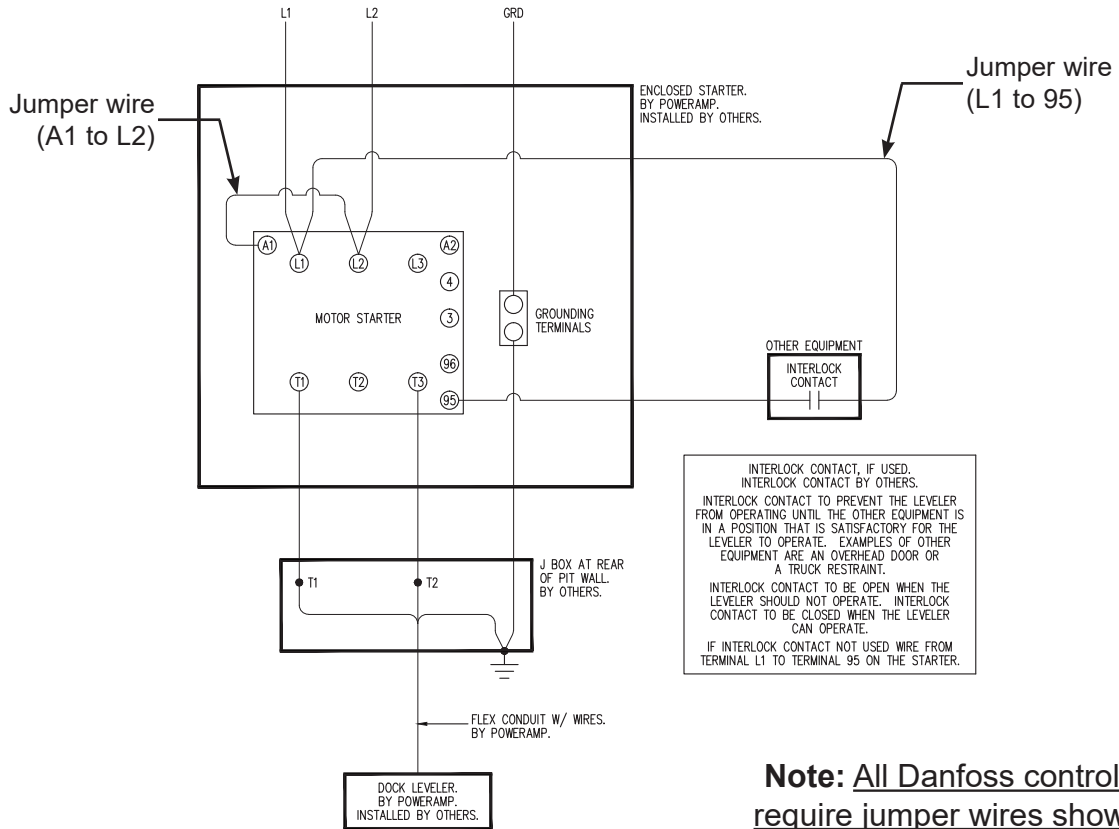 L1
L2
GRD
Jumper wire
(A1 to L2)
ENCLOSED STARTER.
BY POWERAMP.
INSTALLED BY OTHERS.
Jumper wire
(L1 to 95)
A1
L1
L2
L3
A2
4
3
96
95
MOTOR STARTER
T1
T2
T3
GROUNDING
TERMINALS
OTHER EQUIPMENT
INTERLOCK
CONTACT
INTERLOCK CONTACT, IF USED.
INTERLOCK CONTACT BY OTHERS.
INTERLOCK CONTACT TO PREVENT THE LEVELER
FROM OPERATING UNTIL THE OTHER EQUIPMENT IS
IN A POSITION THAT IS SATISFACTORY FOR THE
LEVELER TO OPERATE. EXAMPLES OF OTHER
EQUIPMENT ARE AN OVERHEAD DOOR OR
A TRUCK RESTRAINT.
INTERLOCK CONTACT TO BE OPEN WHEN THE
LEVELER SHOULD NOT OPERATE. INTERLOCK
CONTACT TO BE CLOSED WHEN THE LEVELER
CAN OPERATE.
IF INTERLOCK CONTACT NOT USED WIRE FROM
TERMINAL L1 TO TERMINAL 95 ON THE STARTER.
T1
T2
J BOX AT REAR
OF PIT WALL.
BY OTHERS.
FLEX CONDUIT W/ WIRES.
BY POWERAMP.
DOCK LEVELER.
BY POWERAMP.
INSTALLED BY OTHERS.
Note: All Danfoss control
require jumper wires show